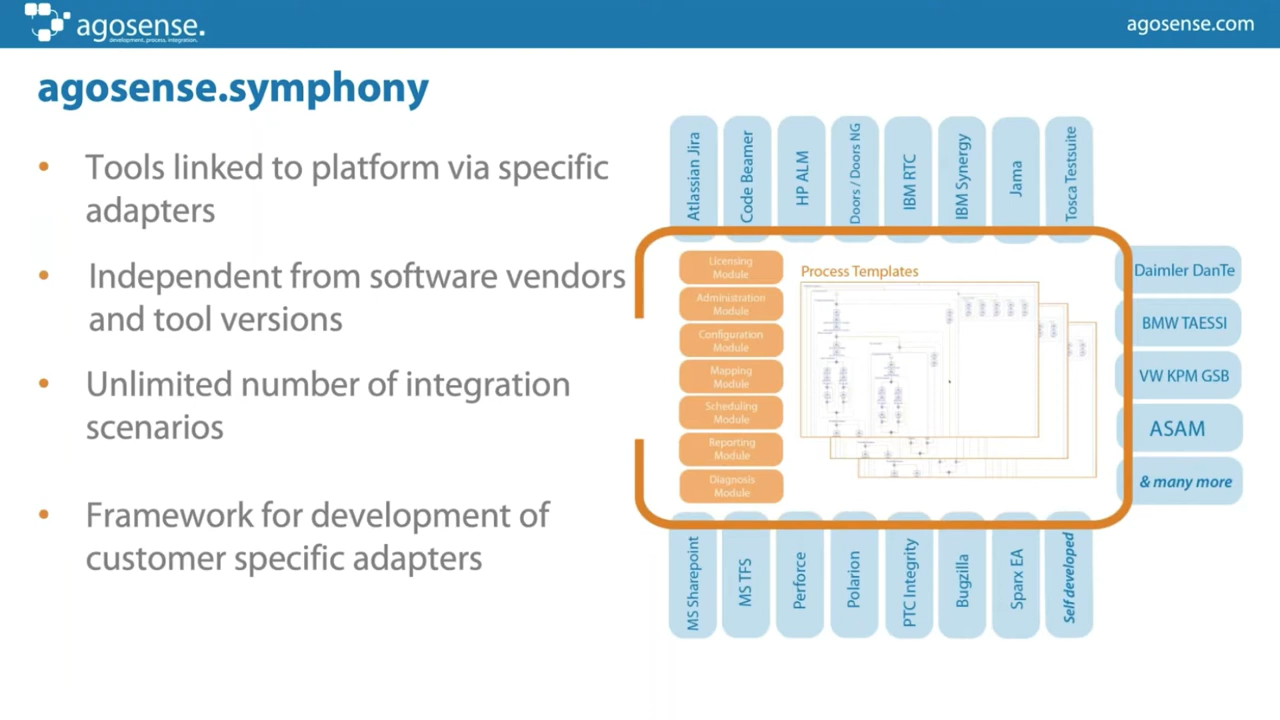 agosense.
development, process, integration.
agosense.com
agosense.symphony
• Tools linked to platform via specific
adapters
• Independent from software vendors
and tool versions
• Unlimited number of integration
scenarios
• Framework for development of
customer specific adapters
Atlassian Jira
Code Beamer
HP ALM
Doors / Doors NG
IBM RTC
IBM Synergy
Jama
Tosca Testsuite
Licensing
Module
Administration
Module
Configuration
Module
Mapping
Module
Scheduling
Module
Reporting
Module
Diagnosis
Module
Process Templates
Daimler DanTe
BMW TAESSI
VW KPM GSB
ASAM
& many more
MS Sharepoint
MS TFS
Perforce
Polarion
PTC Integrity
Bugzilla
Sparx EA
Self developed